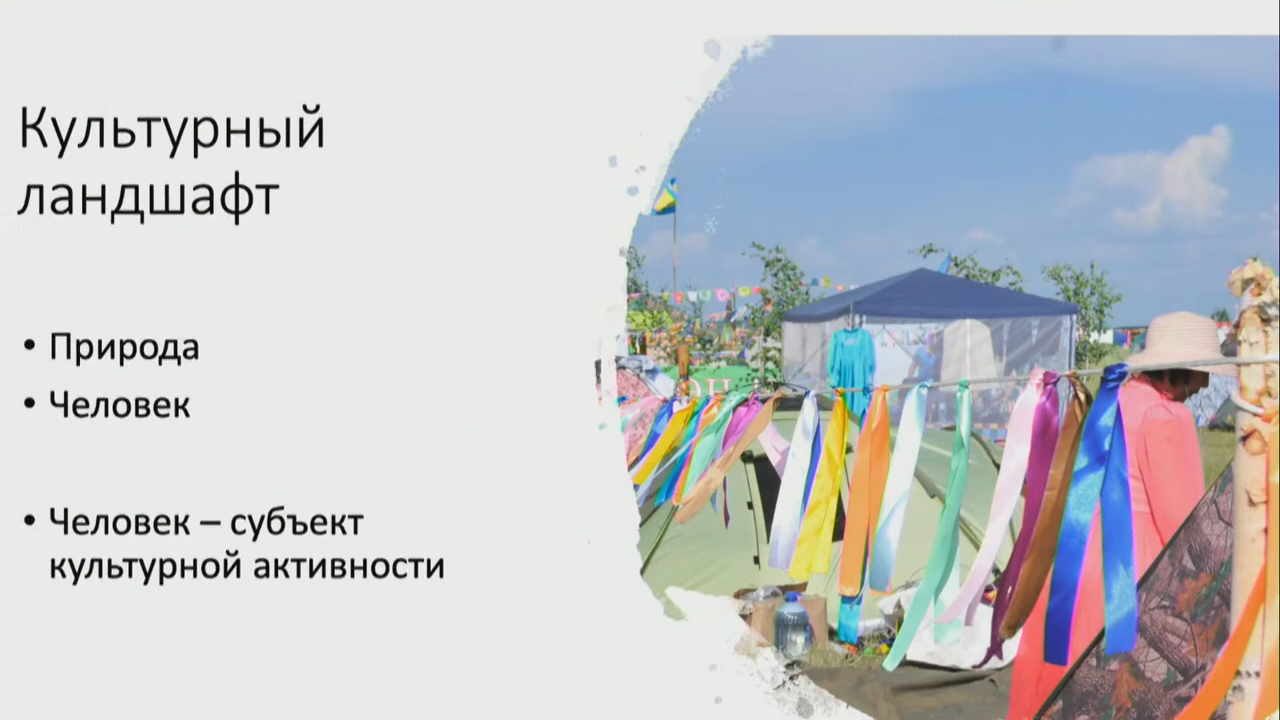 Культурный
ландшафт
• Природа
• Человек
• Человек – субъект
культурной активности